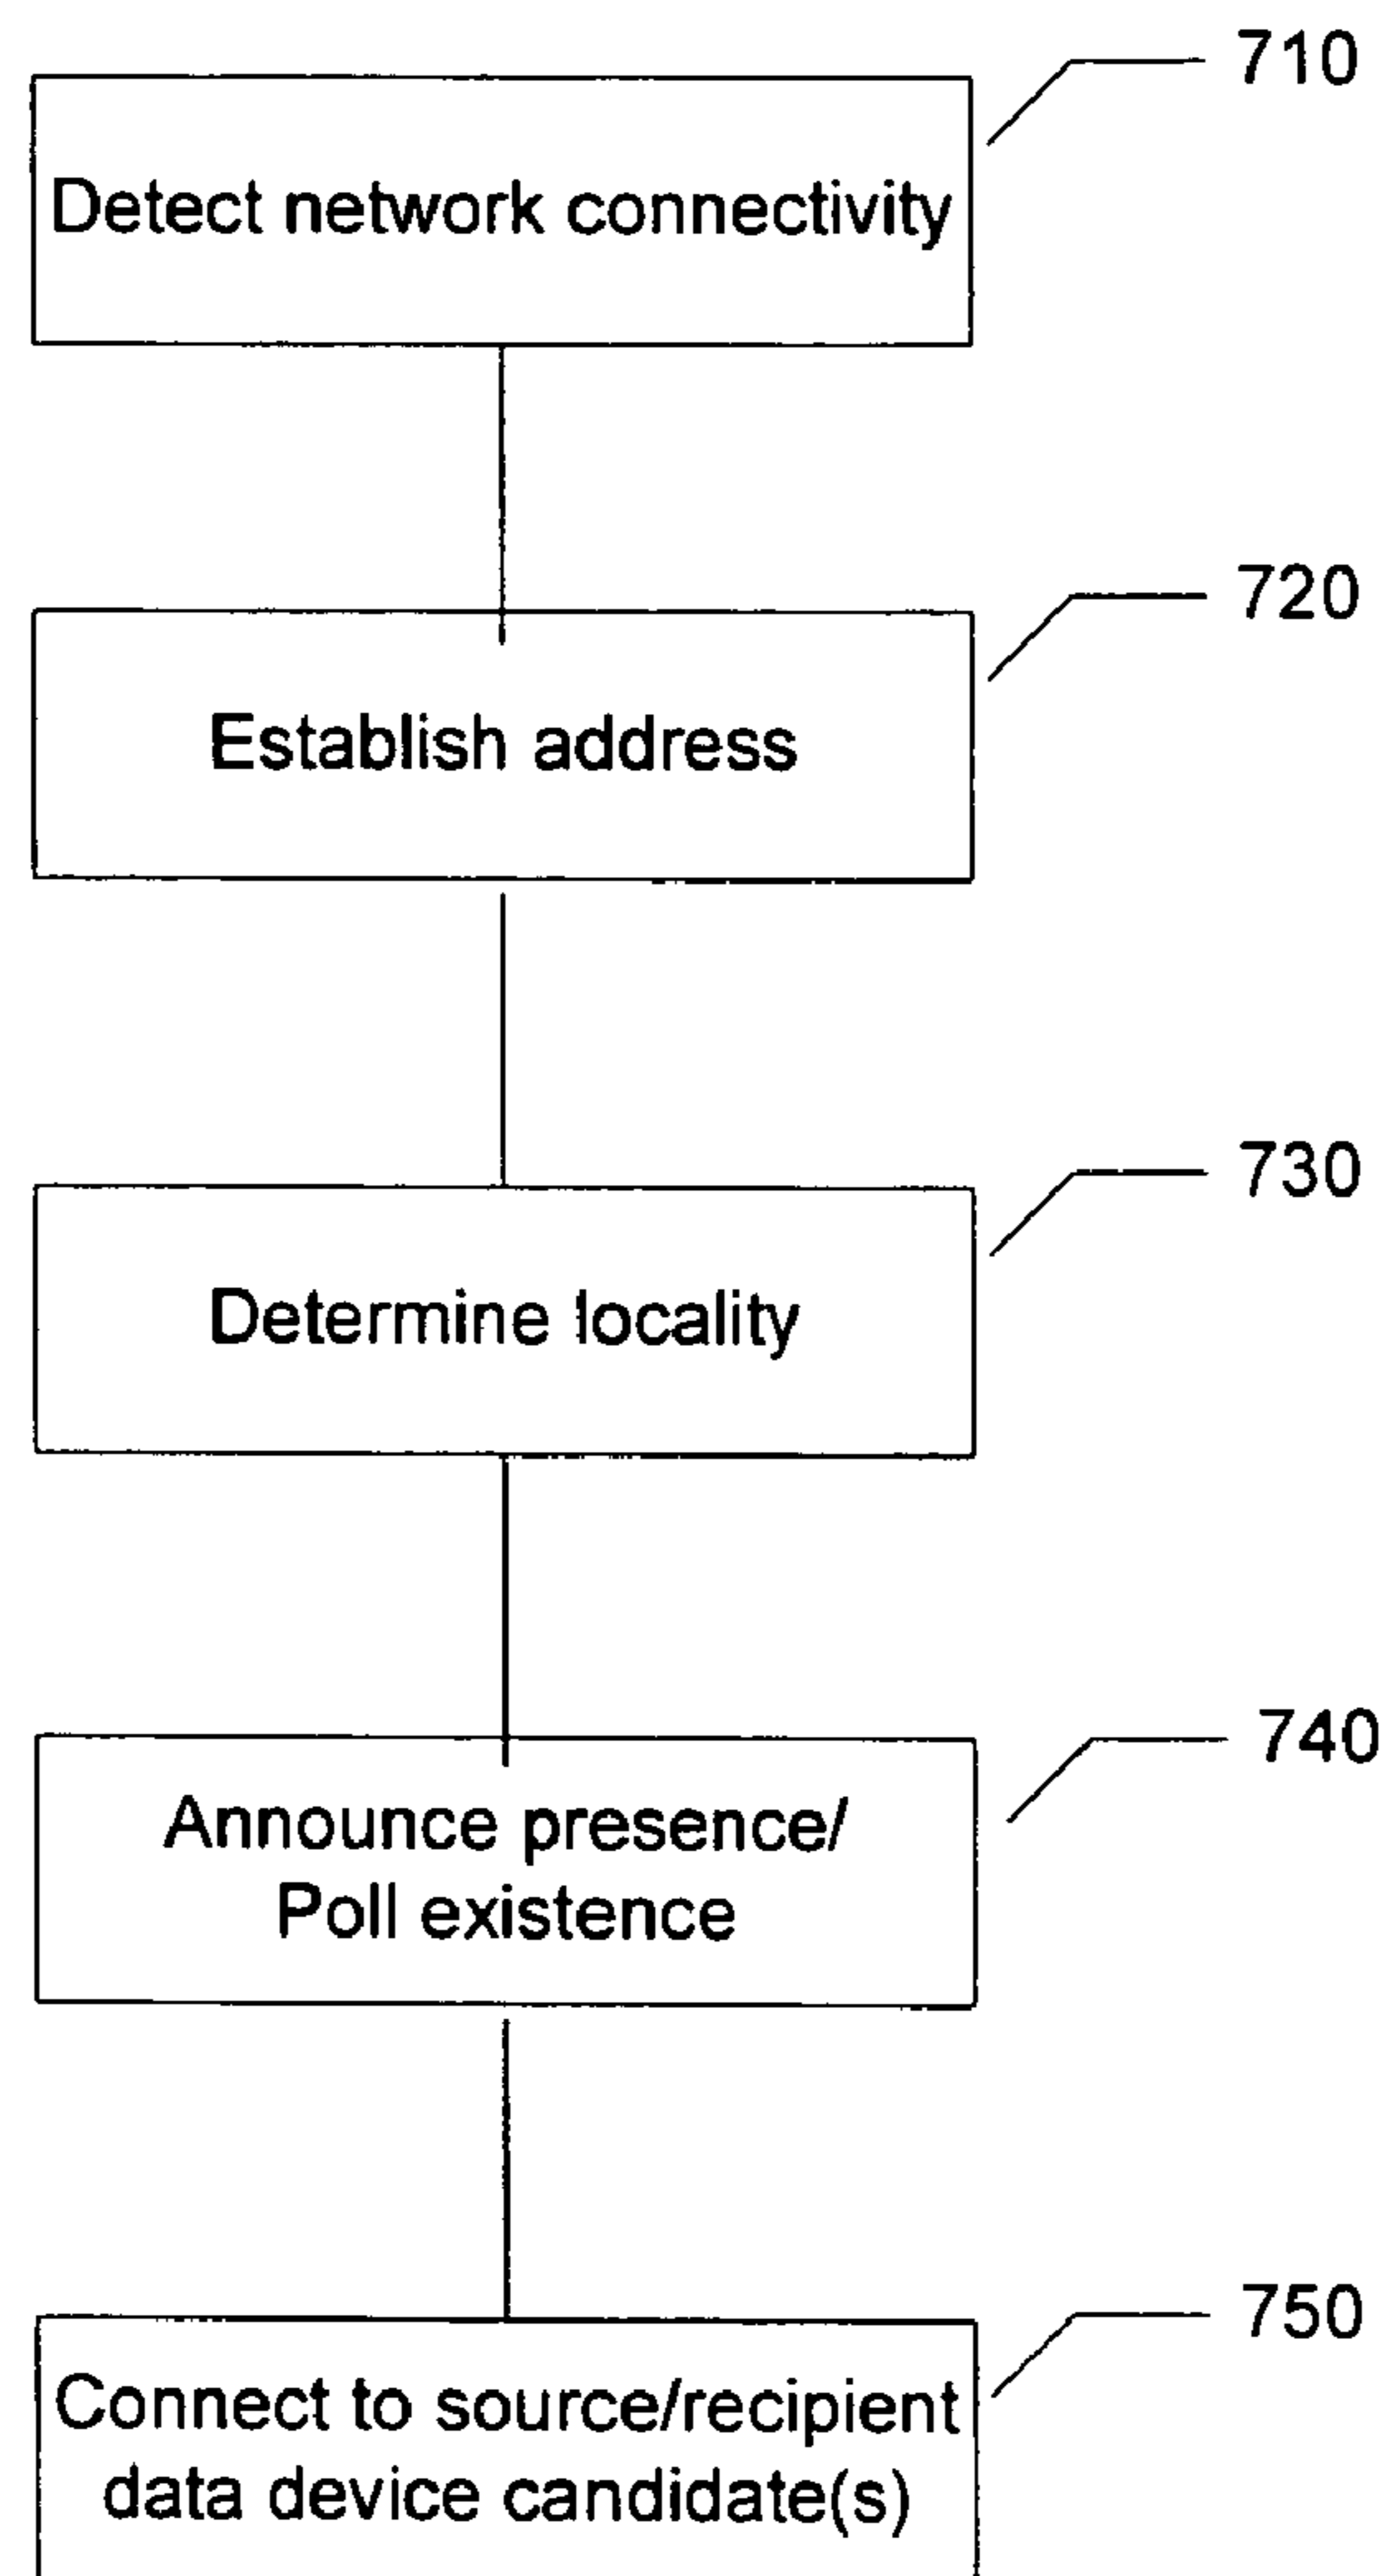 710
Detect network connectivity
720
Establish address
730
Determine locality
740
Announce presence/
Poll existence
750
Connect to source/recipient
data device candidate(s)